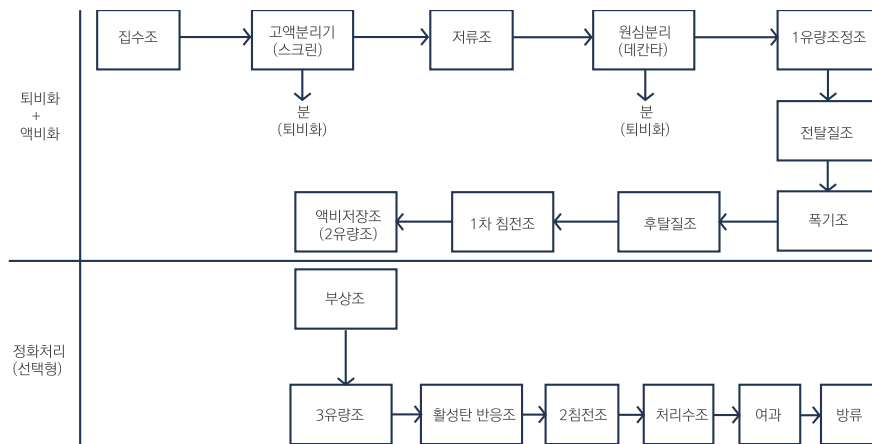 집수조
고액분리기
(스크린)
저류조
원심분리
(데칸타)
1유량조정조
분
(퇴비화)
분
(퇴비화)
퇴비화
+
액비화
전탈질조
액비저장조
(2유량조)
1차 침전조
후탈질조
폭기조
부상조
정화처리
(선택형)
3유량조
활성탄 반응조
2침전조
처리수조
여과
방류